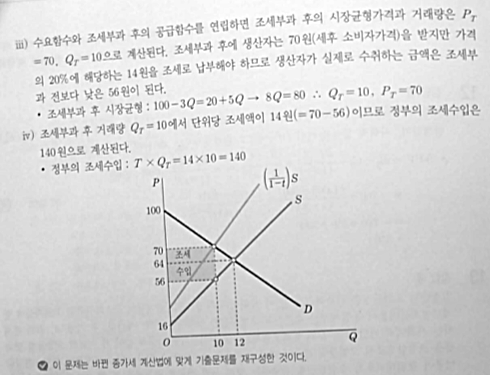 iii) 수요함수와 조세부과 후의 공급함수를 연립하면 조세부과 후의 시장균형가격과 거래량은 P_T
=70, Q_T=10으로 계산된다. 조세부과 후에 생산자는 70원(세후 소비자가격)을 받지만 가격
의 20%에 해당하는 14원을 조세로 납부해야 하므로 생산자가 실제로 수취하는 금액은 조세부
과 전보다 낮은 56원이 된다.
• 조세부과 후 시장균형 : 100-3Q=20+5Q → 8Q=80 ∴ Q_T=10, P_T=70
iv) 조세부과 후 거래량 Q_T=10에서 단위당 조세액이 14원(=70-56)이므로 정부의 조세수입은
140원으로 계산된다.
• 정부의 조세수입 : T×Q_T=14×10=140
P
(1/(1-t))S
S
100
70
조세
64
수입
56
16
D
O
10
12
Q
이 문제는 바뀐 종가세 계산법에 맞게 기출문제를 재구성한 것이다.